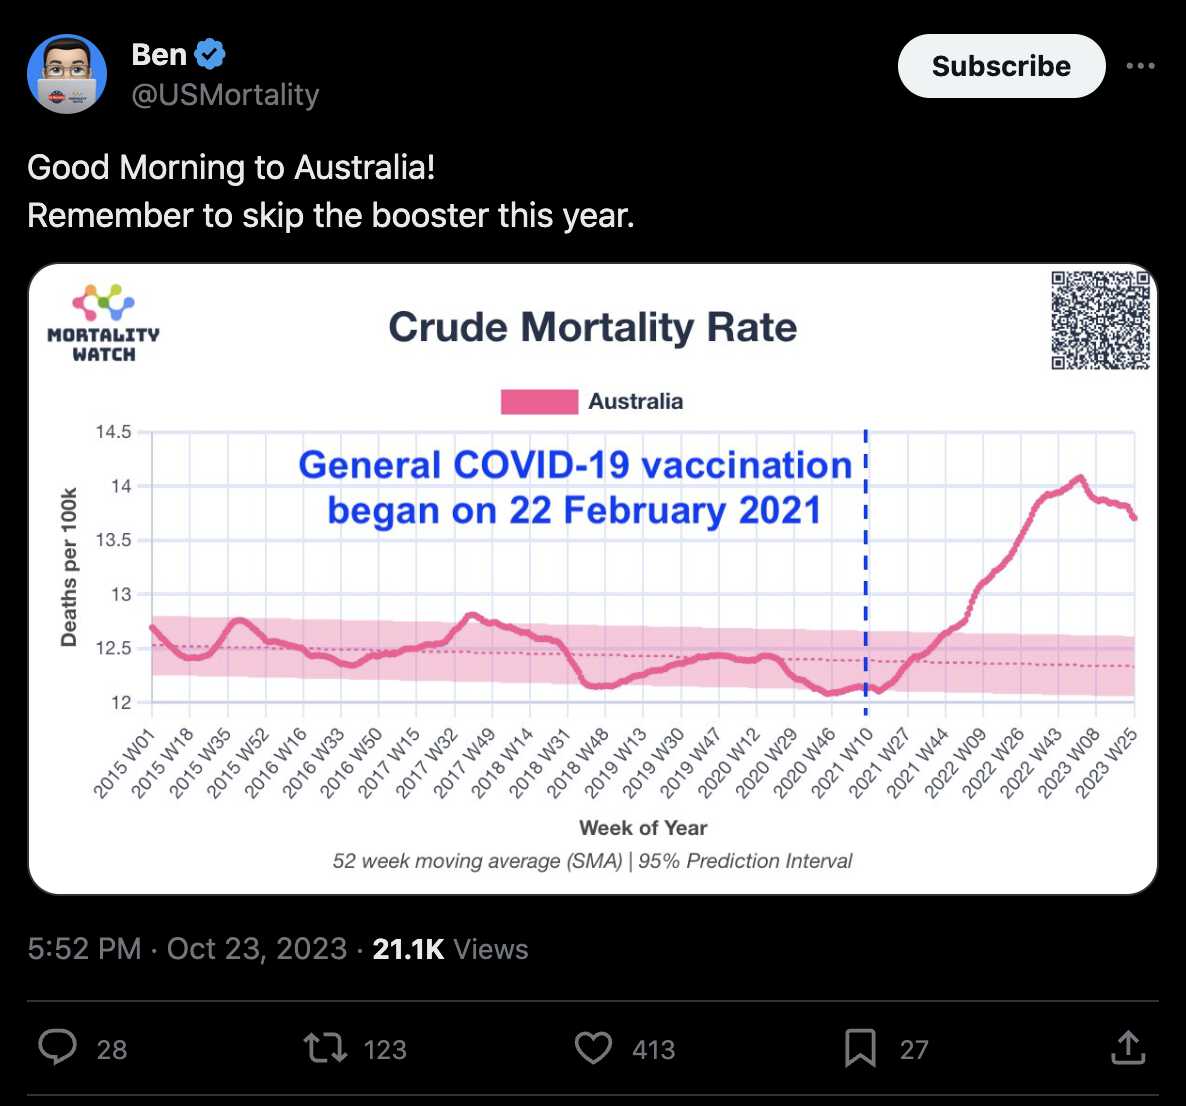 Ben
@USMortality
Subscribe
Good Morning to Australia!
Remember to skip the booster this year.
MORTALITY
WATCH
Crude Mortality Rate
Australia
General COVID-19 vaccination
began on 22 February 2021
Deaths per 100k
14.5
14
13.5
13
12.5
12
2015 W01
2015 W18
2015 W35
2015 W52
2016 W16
2016 W33
2016 W50
2017 W15
2017 W32
2017 W49
2018 W14
2018 W31
2018 W48
2019 W13
2019 W30
2019 W47
2020 W12
2020 W29
2020 W46
2021 W10
2021 W27
2021 W44
2022 W09
2022 W26
2022 W43
2023 W08
2023 W25
Week of Year
52 week moving average (SMA) | 95% Prediction Interval
5:52 PM · Oct 23, 2023 · 21.1K Views
28
123
413
27